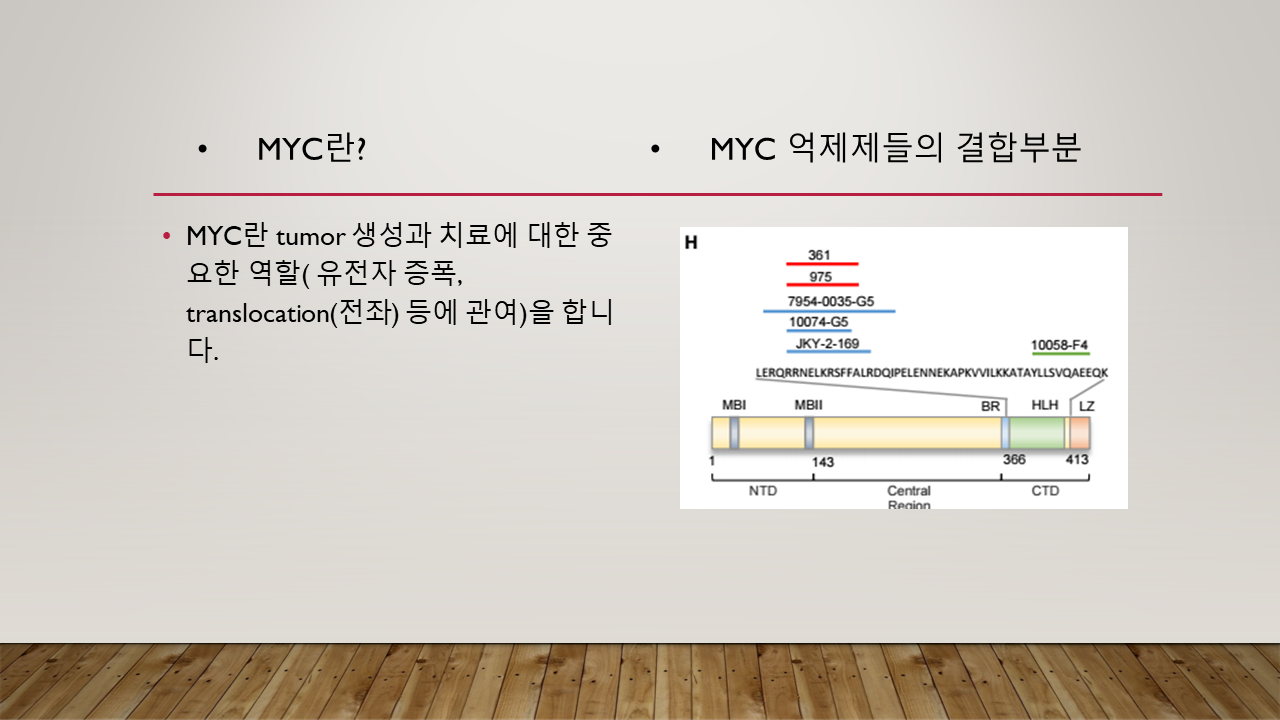 • MYC란?
• MYC 억제제들의 결합부분
• MYC란 tumor 생성과 치료에 대한 중
요한 역할( 유전자 증폭,
translocation(전좌) 등에 관여)을 합니
다.
H
361
975
7954-0035-G5
10074-G5
JKY-2-169
10058-F4
LERQRRNELKRSFFALRDQIPELENNEKAPKVVILKKATAYLLSVQAEEQK
MBI MBII BR HLH LZ
1 143 366 413
NTD Central CTD
Region